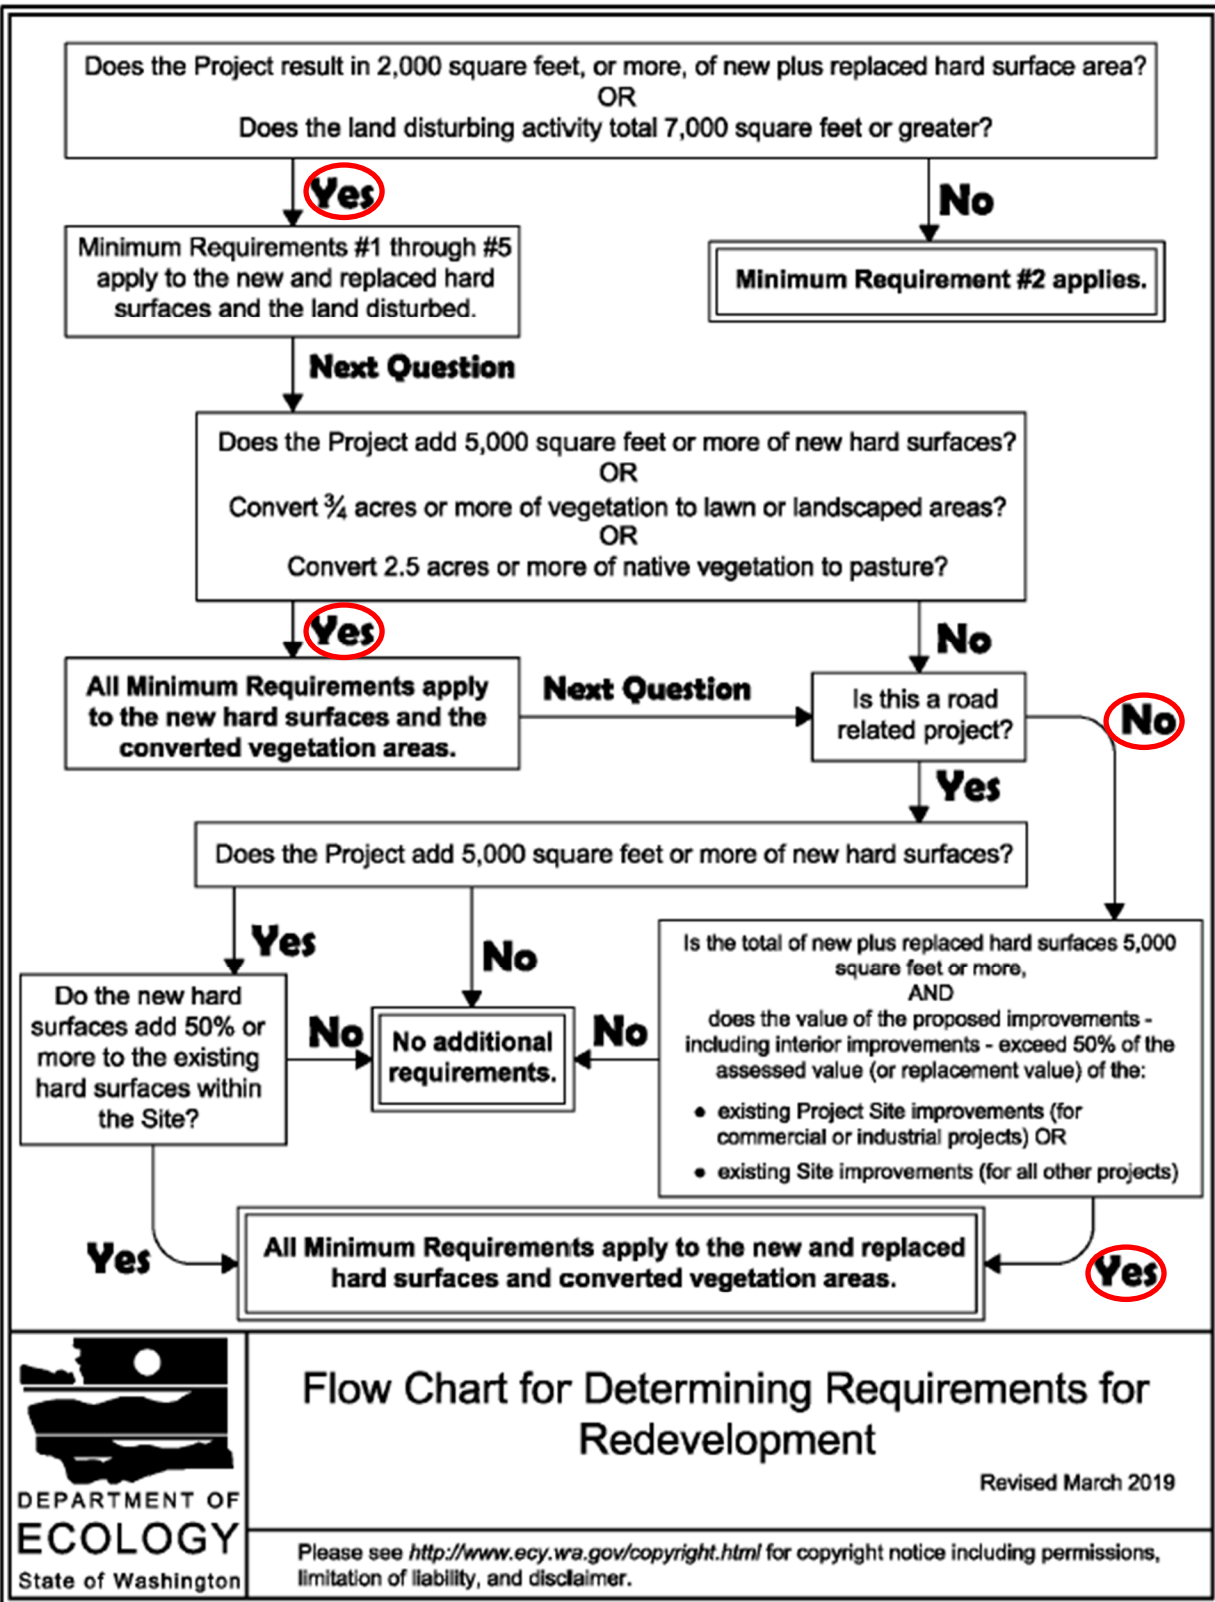 Does the Project result in 2,000 square feet, or more, of new plus replaced hard surface area?
OR
Does the land disturbing activity total 7,000 square feet or greater?
Yes
No
Minimum Requirements #1 through #5
apply to the new and replaced hard
surfaces and the land disturbed.
Minimum Requirement #2 applies.
Next Question
Does the Project add 5,000 square feet or more of new hard surfaces?
OR
Convert ¾ acres or more of vegetation to lawn or landscaped areas?
OR
Convert 2.5 acres or more of native vegetation to pasture?
Yes
No
All Minimum Requirements apply
to the new hard surfaces and the
converted vegetation areas.
Next Question
Is this a road
related project?
No
Yes
Does the Project add 5,000 square feet or more of new hard surfaces?
Yes
No
Do the new hard
surfaces add 50% or
more to the existing
hard surfaces within
the Site?
No
No additional
requirements.
No
Is the total of new plus replaced hard surfaces 5,000
square feet or more,
AND
does the value of the proposed improvements -
including interior improvements - exceed 50% of the
assessed value (or replacement value) of the:
• existing Project Site improvements (for
commercial or industrial projects) OR
• existing Site improvements (for all other projects)
Yes
All Minimum Requirements apply to the new and replaced
hard surfaces and converted vegetation areas.
Yes
DEPARTMENT OF
ECOLOGY
State of Washington
Flow Chart for Determining Requirements for
Redevelopment
Revised March 2019
Please see http://www.ecy.wa.gov/copyright.html for copyright notice including permissions,
limitation of liability, and disclaimer.